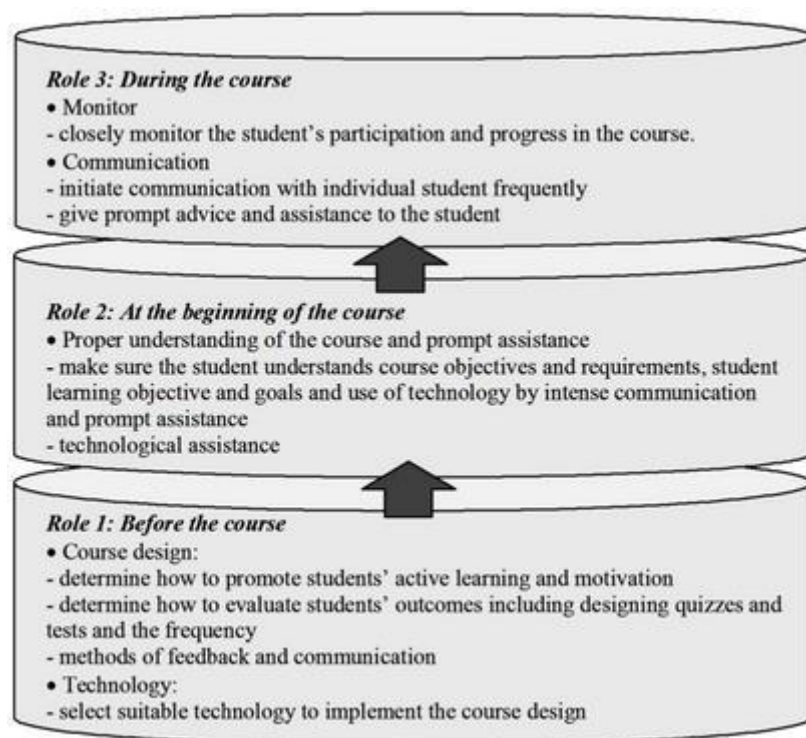 Role 3: During the course
• Monitor
- closely monitor the student's participation and progress in the course.
• Communication
- initiate communication with individual student frequently
- give prompt advice and assistance to the student
Role 2: At the beginning of the course
• Proper understanding of the course and prompt assistance
- make sure the student understands course objectives and requirements, student
learning objective and goals and use of technology by intense communication
and prompt assistance
- technological assistance
Role 1: Before the course
• Course design:
- determine how to promote students' active learning and motivation
- determine how to evaluate students' outcomes including designing quizzes and
tests and the frequency
- methods of feedback and communication
• Technology:
- select suitable technology to implement the course design